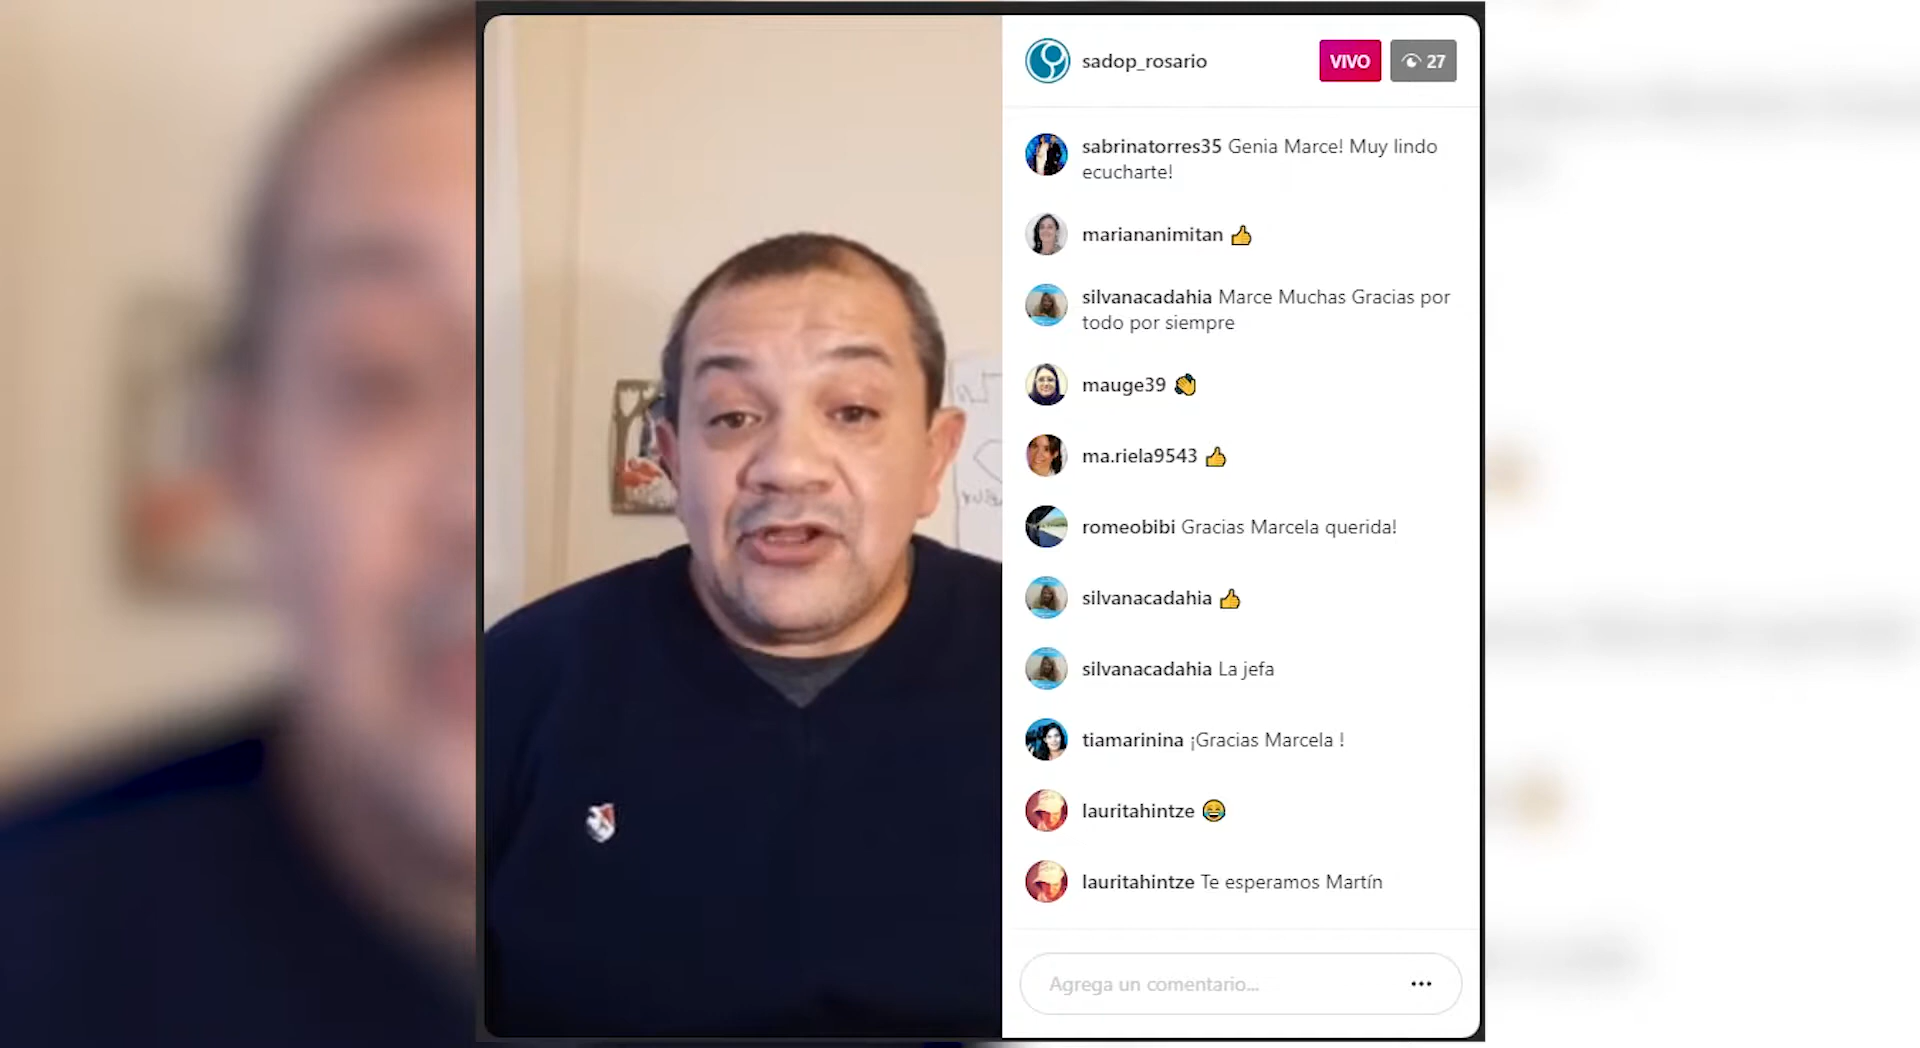 sadop_rosario
VIVO
27
sabrinatorres35 Genia Marce! Muy lindo
ecucharte!
mariananimitan 👍
silvanacadahia Marce Muchas Gracias por
todo por siempre
mauge39 👏
ma.riela9543 👍
romeobibi Gracias Marcela querida!
silvanacadahia 👍
silvanacadahia La jefa
tiamarinina ¡Gracias Marcela !
lauritahintze 😂
lauritahintze Te esperamos Martín
Agrega un comentario...